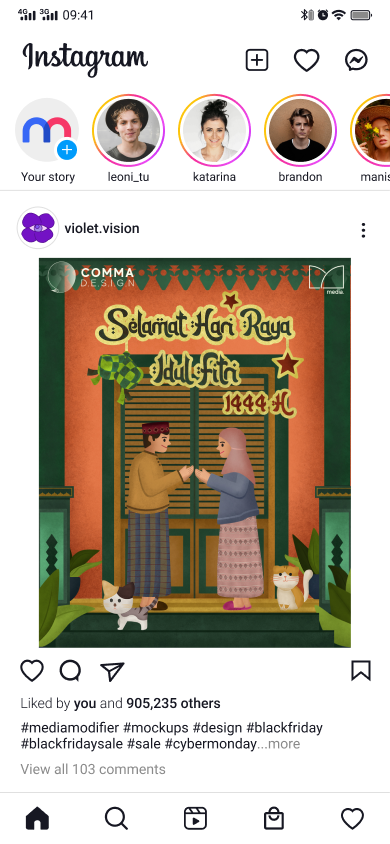 4G 3G 09:41
Instagram
Your story
leoni_tu
katarina
brandon
manis
violet.vision
COMMA
DESIGN
media.
Selamat Hari Raya
Idul Fitri
1444 H
Liked by you and 905,235 others
#mediamodifier #mockups #design #blackfriday
#blackfridaysale #sale #cybermonday...more
View all 103 comments